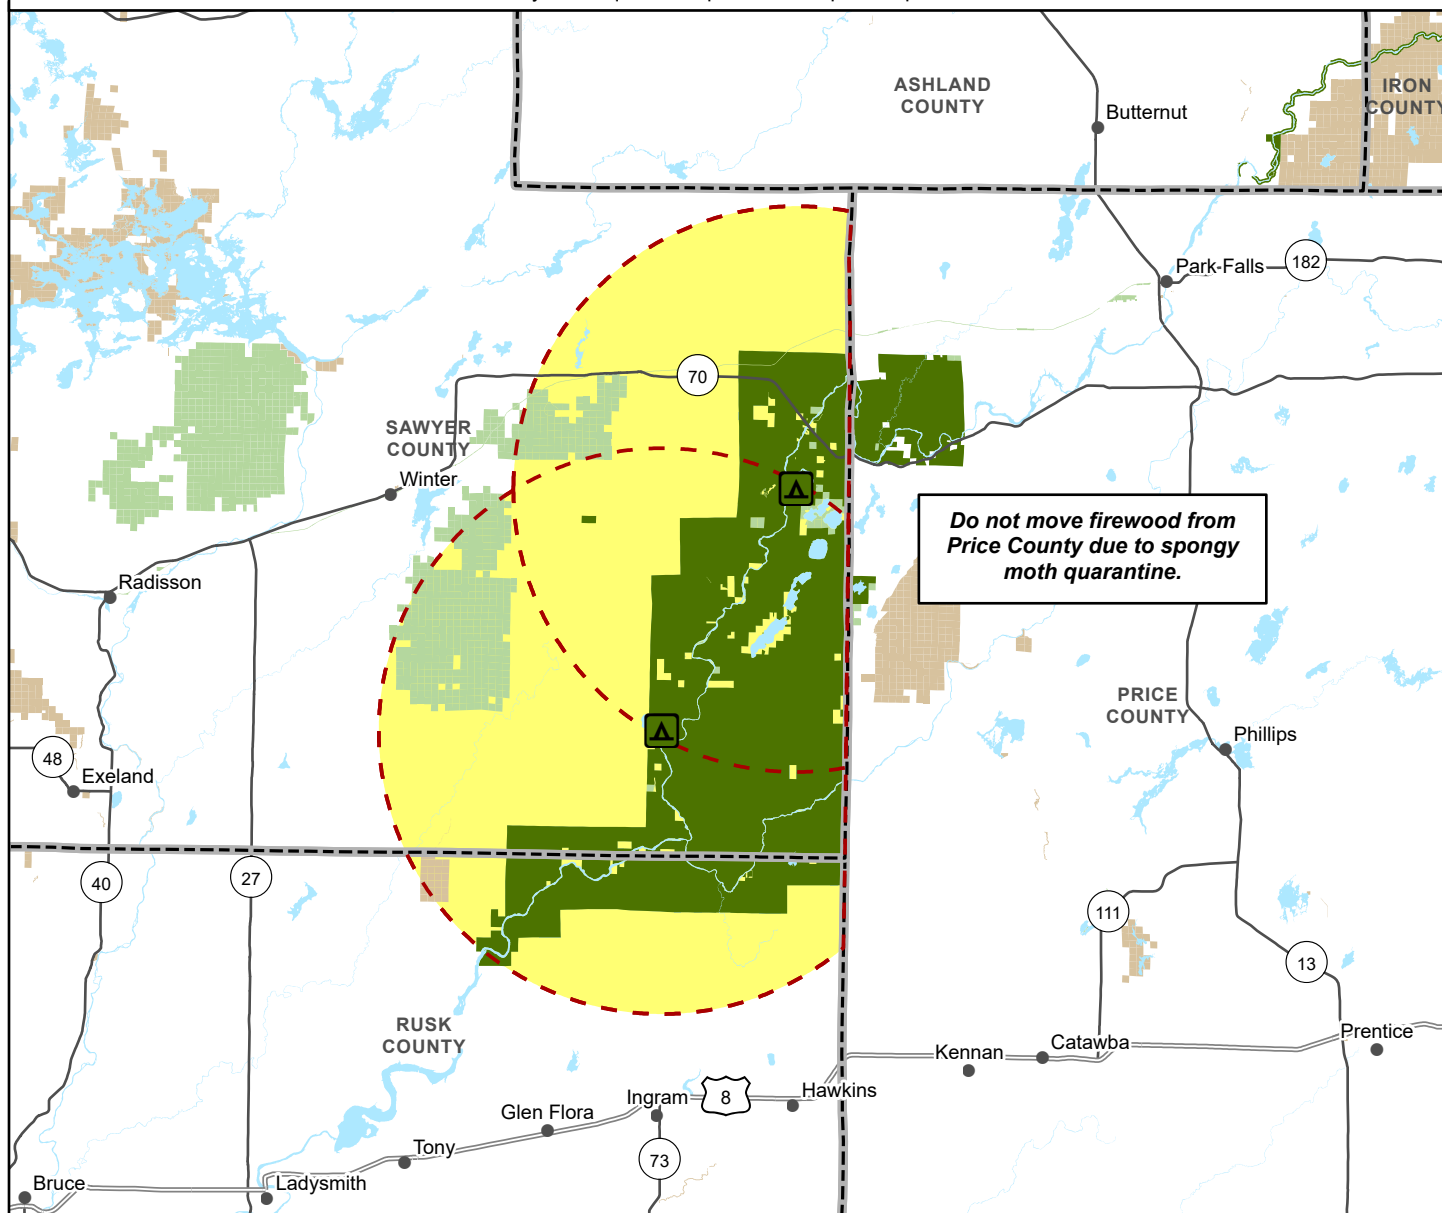 ASHLAND
COUNTY
IRON
COUNTY
Butternut
Park Falls
182
70
SAWYER
COUNTY
Winter
Do not move firewood from
Price County due to spongy
moth quarantine.
Radisson
PRICE
COUNTY
Phillips
48
Exeland
40
27
111
13
RUSK
COUNTY
Prentice
Catawba
Kennan
Hawkins
8
Ingram
Glen Flora
73
Tony
Ladysmith
Bruce